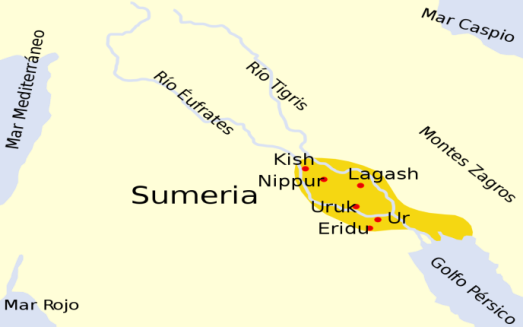 Mar Caspio
Mar Mediterráneo
Río Tigris
Río Éufrates
Montes Zagros
Kish
Lagash
Nippur
Sumeria
Uruk
Ur
Eridu
Golfo Pérsico
Mar Rojo